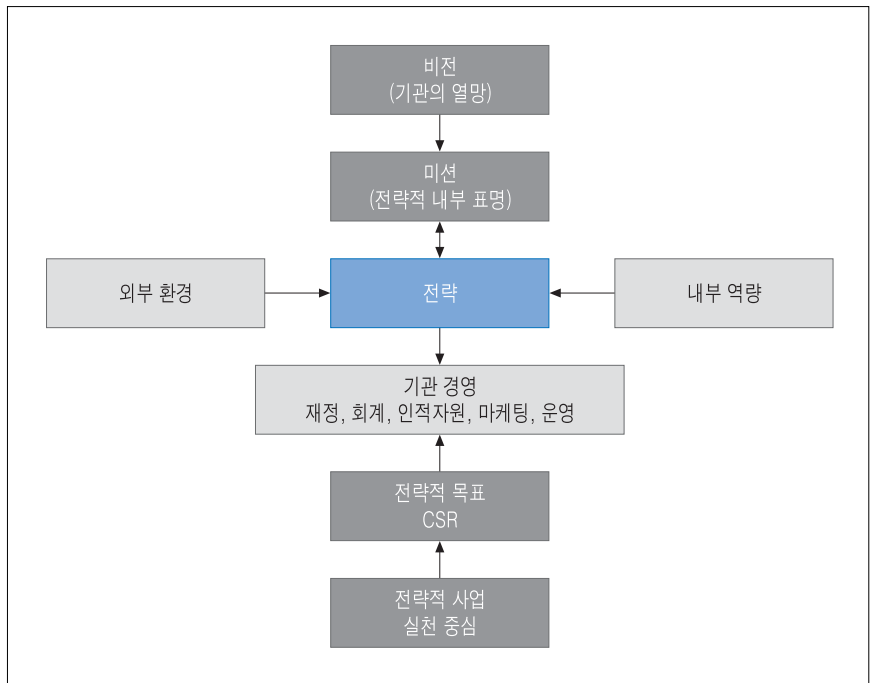 비전
(기관의 열망)
미션
(전략적 내부 표명)
외부 환경
전략
내부 역량
기관 경영
재정, 회계, 인적자원, 마케팅, 운영
전략적 목표
CSR
전략적 사업
실천 중심